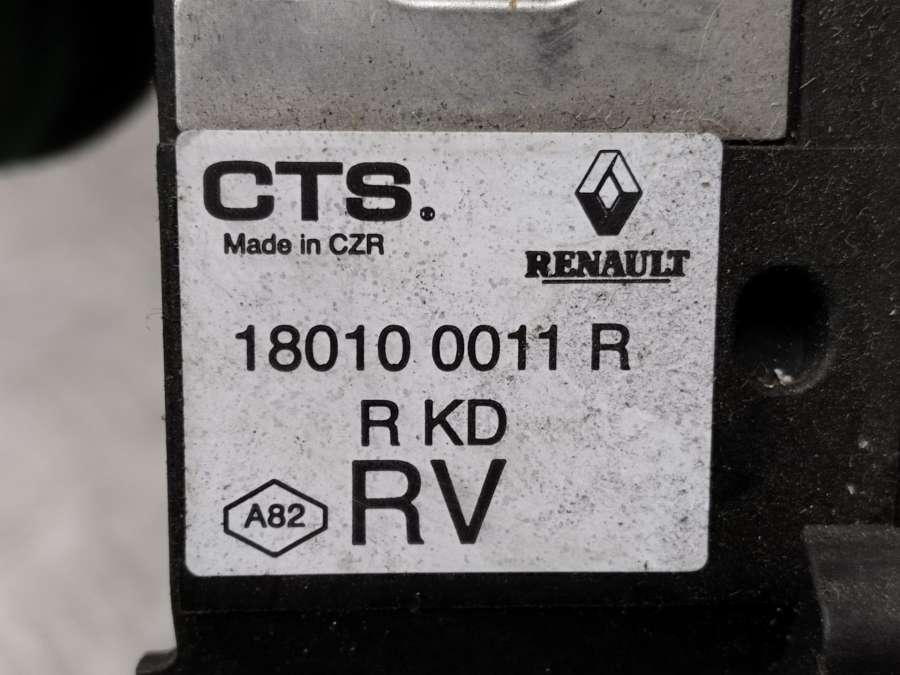 CTS.
Made in CZR
RENAULT
18010 0011 R
R KD
RV
A82